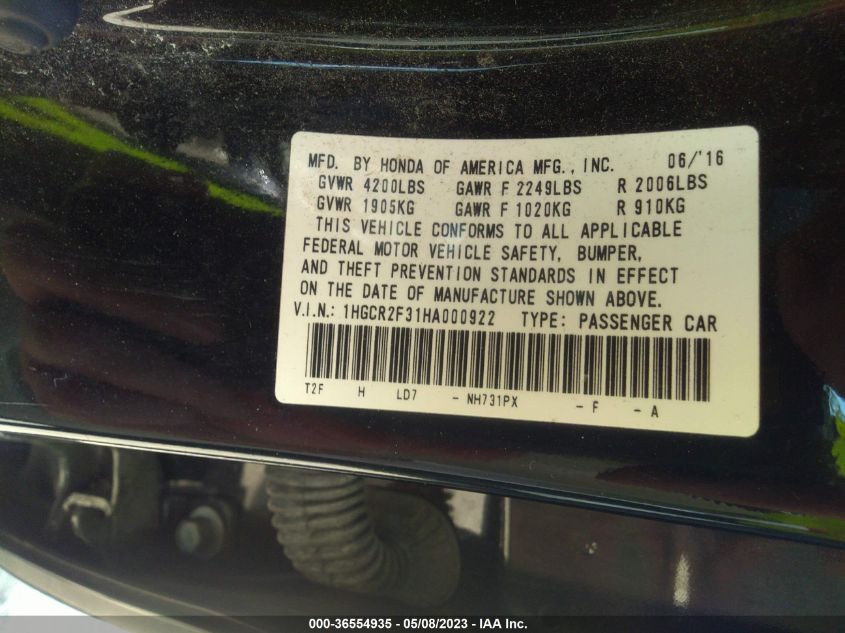 MFD. BY HONDA OF AMERICA MFG., INC. 06/'16
GVWR 4200LBS GAWR F 2249LBS R 2006LBS
GVWR 1905KG GAWR F 1020KG R 910KG
THIS VEHICLE CONFORMS TO ALL APPLICABLE
FEDERAL MOTOR VEHICLE SAFETY, BUMPER,
AND THEFT PREVENTION STANDARDS IN EFFECT
ON THE DATE OF MANUFACTURE SHOWN ABOVE.
V.I.N.: 1HGCR2F31HA000922 TYPE: PASSENGER CAR
T2F H LD7 - NH731PX - F - A
000-36554935 - 05/08/2023 - IAA Inc.